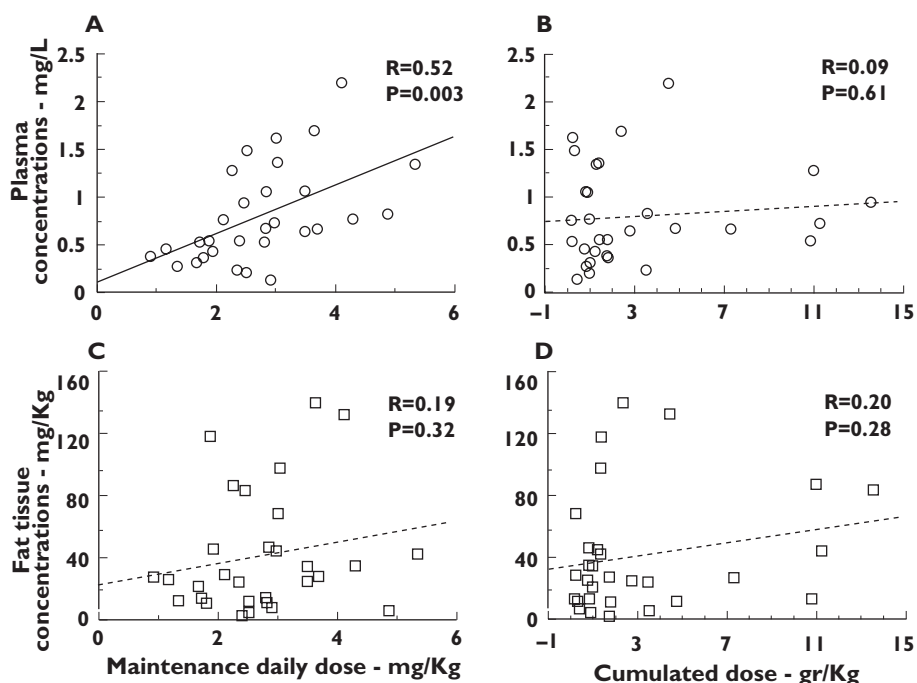 A
B
Plasma
concentrations - mg/L
2.5
2
1.5
1
0.5
0
R=0.52
P=0.003
0
2
4
6
2.5
2
1.5
1
0.5
0
R=0.09
P=0.61
–1
3
7
11
15
C
D
Fat tissue
concentrations - mg/Kg
160
120
80
40
0
R=0.19
P=0.32
0
2
4
6
Maintenance daily dose - mg/Kg
160
120
80
40
0
R=0.20
P=0.28
–1
3
7
11
15
Cumulated dose - gr/Kg